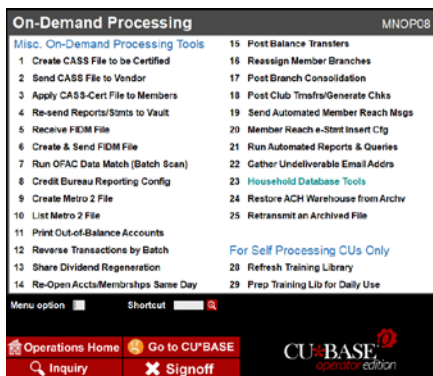 On-Demand Processing MNOP08
Misc. On-Demand Processing Tools
1 Create CASS File to be Certified
2 Send CASS File to Vendor
3 Apply CASS-Cert File to Members
4 Re-send Reports/Stmts to Vault
5 Receive FIDM File
6 Create & Send FIDM File
7 Run OFAC Data Match (Batch Scan)
8 Credit Bureau Reporting Config
9 Create Metro 2 File
10 List Metro 2 File
11 Print Out-of-Balance Accounts
12 Reverse Transactions by Batch
13 Share Dividend Regeneration
14 Re-Open Accts/Membrshps Same Day
15 Post Balance Transfers
16 Reassign Member Branches
17 Post Branch Consolidation
18 Post Club Trnsfrs/Generate Chks
19 Send Automated Member Reach Msgs
20 Member Reach e-Stmt Insert Cfg
21 Run Automated Reports & Queries
22 Gather Undeliverable Email Addrs
23 Household Database Tools
24 Restore ACH Warehouse from Archv
25 Retransmit an Archived File
For Self Processing CUs Only
28 Refresh Training Library
29 Prep Training Lib for Daily Use
Menu option Shortcut
Operations Home Go to CU*BASE
Inquiry Signoff
CU*BASE
operator edition